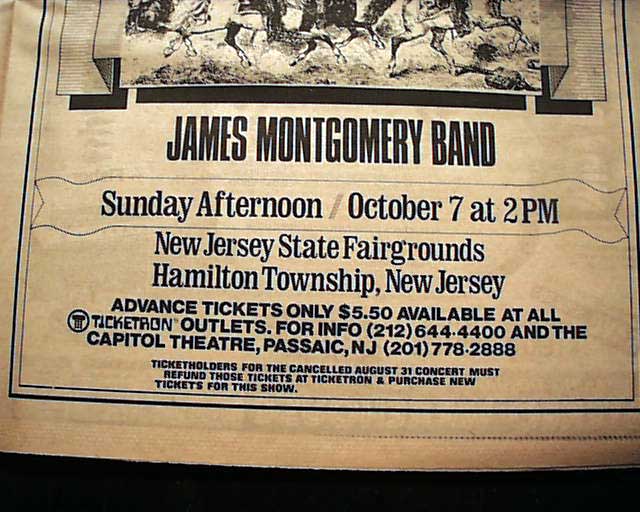 JAMES MONTGOMERY BAND
Sunday Afternoon / October 7 at 2 PM
New Jersey State Fairgrounds
Hamilton Township, New Jersey
ADVANCE TICKETS ONLY $5.50 AVAILABLE AT ALL
TICKETRON OUTLETS. FOR INFO (212) 644-4400 AND THE
CAPITOL THEATRE, PASSAIC, NJ (201) 778-2888
TICKETHOLDERS FOR THE CANCELLED AUGUST 31 CONCERT MUST
REFUND THOSE TICKETS AT TICKETRON & PURCHASE NEW
TICKETS FOR THIS SHOW.